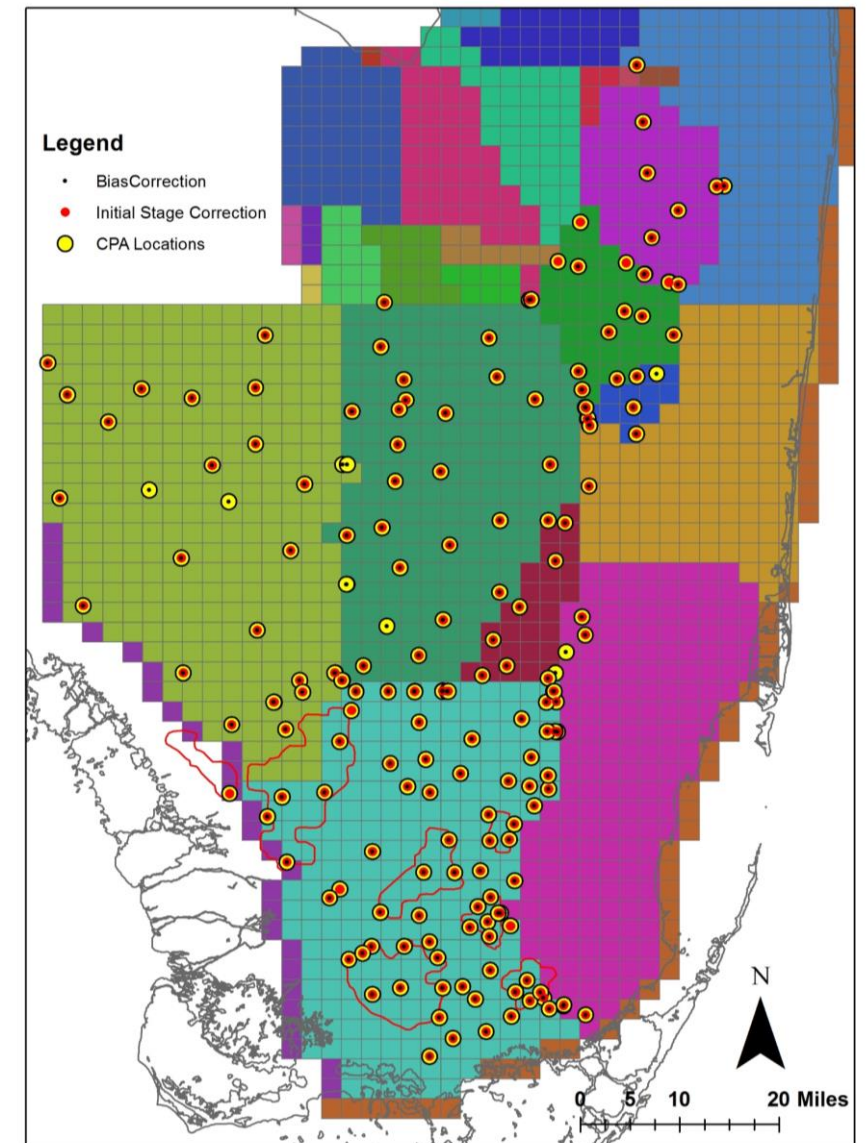 Legend
BiasCorrection
Initial Stage Correction
CPA Locations
N
0 5 10 20 Miles